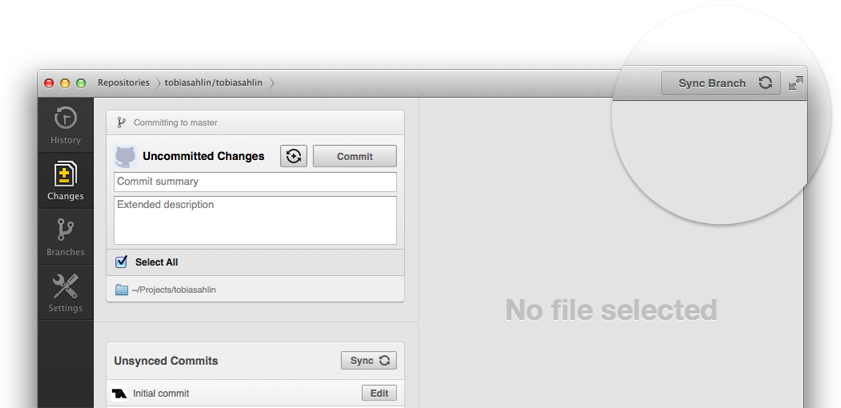 Repositories tobiasahlin/tobiasahlin Sync Branch
History
Changes
Branches
Settings
Committing to master
Uncommitted Changes Commit
Commit summary
Extended description
Select All
~/Projects/tobiasahlin
Unsynced Commits Sync
Initial commit Edit
No file selected